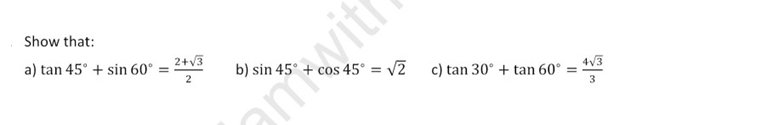 Show that:
a) tan 45° + sin 60° = (2+√3)/2 b) sin 45° + cos 45° = √2 c) tan 30° + tan 60° = (4√3)/3
amwith